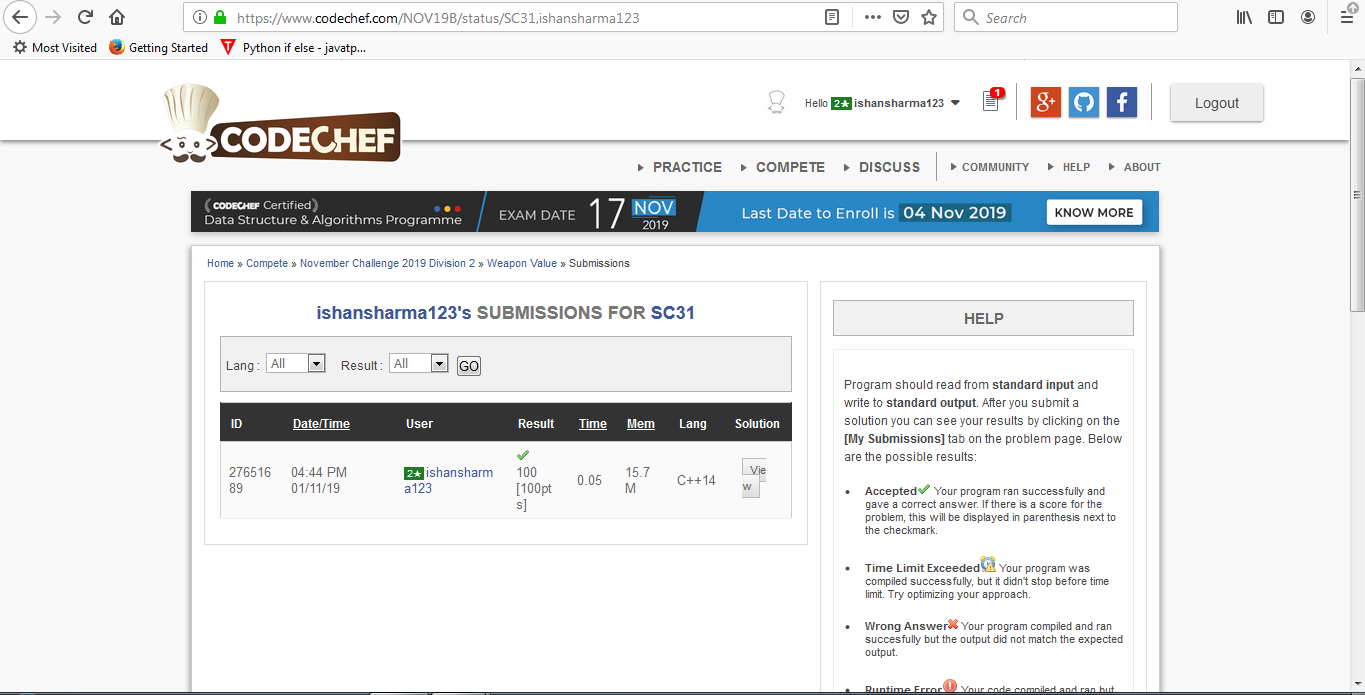 https://www.codechef.com/NOV19B/status/SC31,ishansharma123
Search
Most Visited
Getting Started
Python if else - javatp...
Hello 2★ ishansharma123
1
Logout
CODECHEF
PRACTICE
COMPETE
DISCUSS
COMMUNITY
HELP
ABOUT
(CODECHEF Certified)
Data Structure & Algorithms Programme
EXAM DATE
17
NOV
2019
Last Date to Enroll is 04 Nov 2019
KNOW MORE
Home » Compete » November Challenge 2019 Division 2 » Weapon Value » Submissions
ishansharma123's SUBMISSIONS FOR SC31
Lang : All Result : All GO
ID Date/Time User Result Time Mem Lang Solution
276516
89
04:44 PM
01/11/19
2★ ishansharm
a123
100
[100pt
s]
0.05
15.7
M
C++14
Vie
w
HELP
Program should read from standard input and
write to standard output. After you submit a
solution you can see your results by clicking on the
[My Submissions] tab on the problem page. Below
are the possible results:
• Accepted Your program ran successfully and
gave a correct answer. If there is a score for the
problem, this will be displayed in parenthesis next to
the checkmark.
• Time Limit Exceeded Your program was
compiled successfully, but it didn't stop before time
limit. Try optimizing your approach.
• Wrong Answer Your program compiled and ran
succesfully but the output did not match the expected
output.
• Runtime Error Your code compiled and ran but